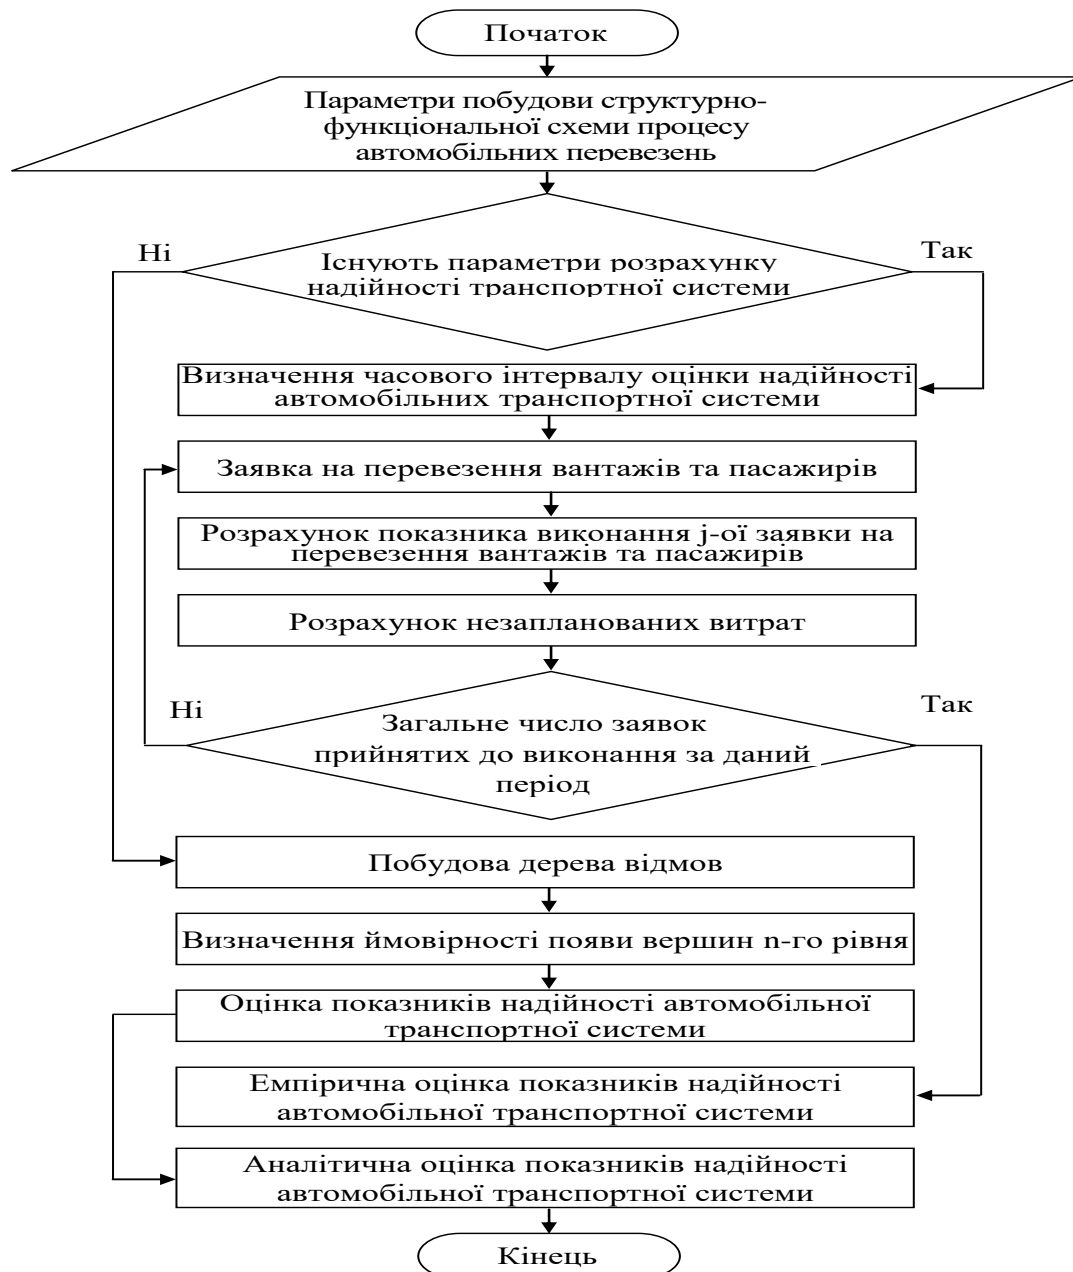 Початок
Параметри побудови структурно-
функціональної схеми процесу
автомобільних перевезень
Ні
Так
Існують параметри розрахунку
надійності транспортної системи
Визначення часового інтервалу оцінки надійності
автомобільних транспортної системи
Заявка на перевезення вантажів та пасажирів
Розрахунок показника виконання j-ої заявки на
перевезення вантажів та пасажирів
Розрахунок незапланованих витрат
Ні
Так
Загальне число заявок
прийнятих до виконання за даний
період
Побудова дерева відмов
Визначення ймовірності появи вершин n-го рівня
Оцінка показників надійності автомобільної
транспортної системи
Емпірична оцінка показників надійності
автомобільної транспортної системи
Аналітична оцінка показників надійності
автомобільної транспортної системи
Кінець